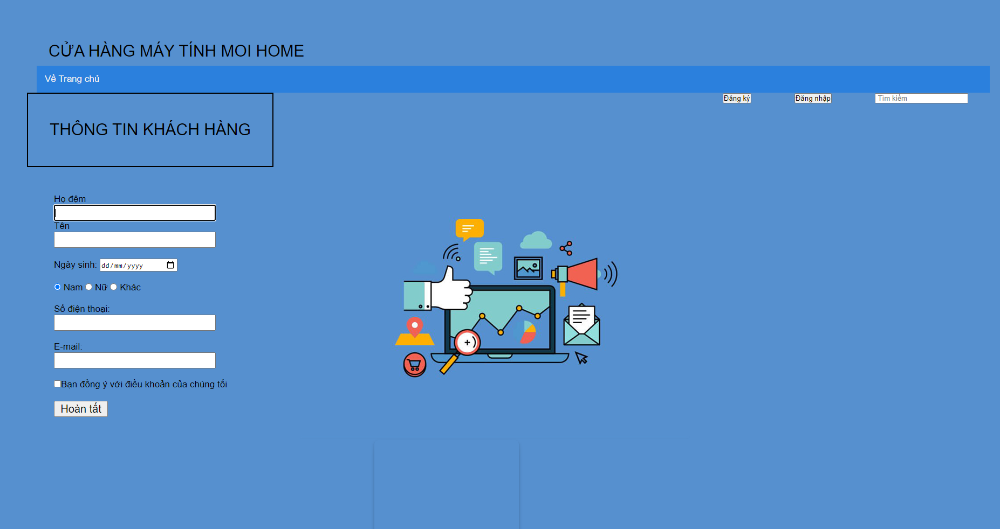 CỬA HÀNG MÁY TÍNH MOI HOME
Về Trang chủ
Đăng ký Đăng nhập Tìm kiếm
THÔNG TIN KHÁCH HÀNG
Họ đệm
Tên
Ngày sinh: dd/mm/yyyy
Nam Nữ Khác
Số điện thoại:
E-mail:
Bạn đồng ý với điều khoản của chúng tối
Hoàn tất